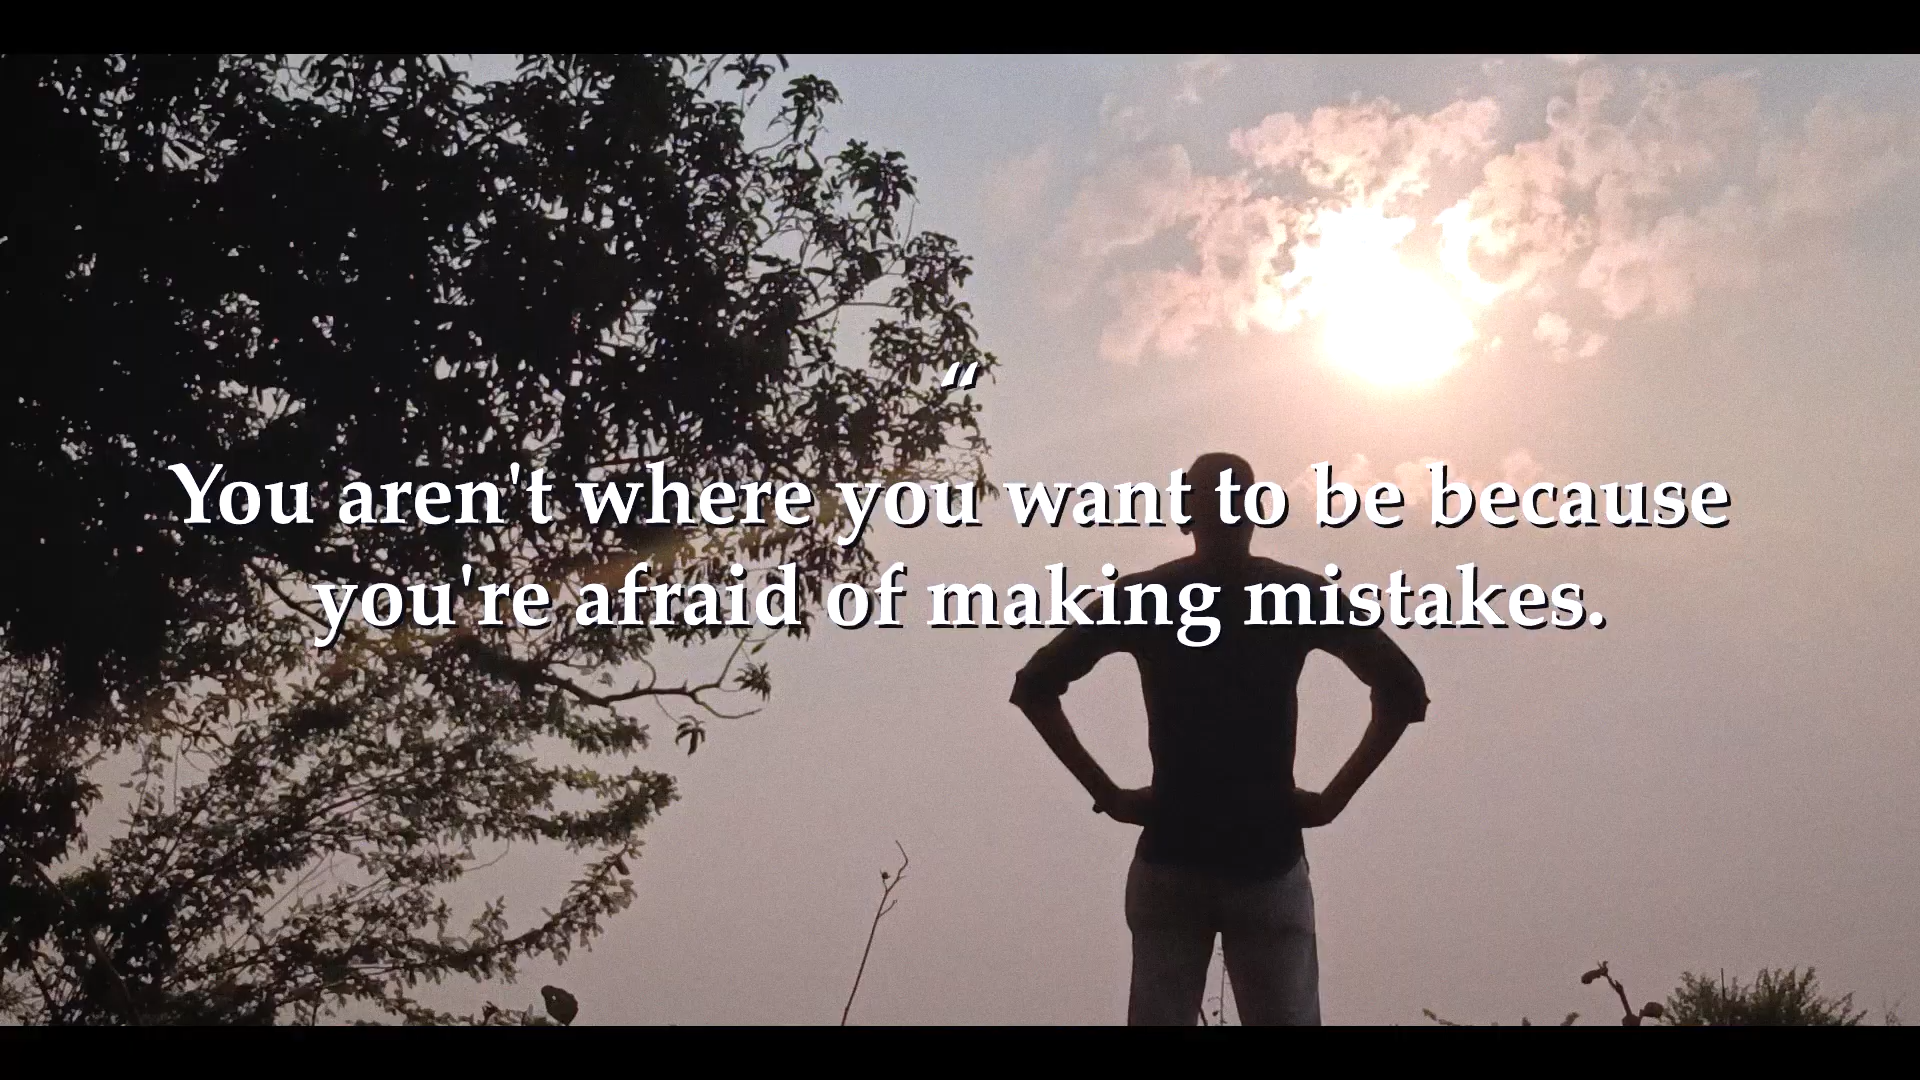 “
You aren't where you want to be because
you're afraid of making mistakes.